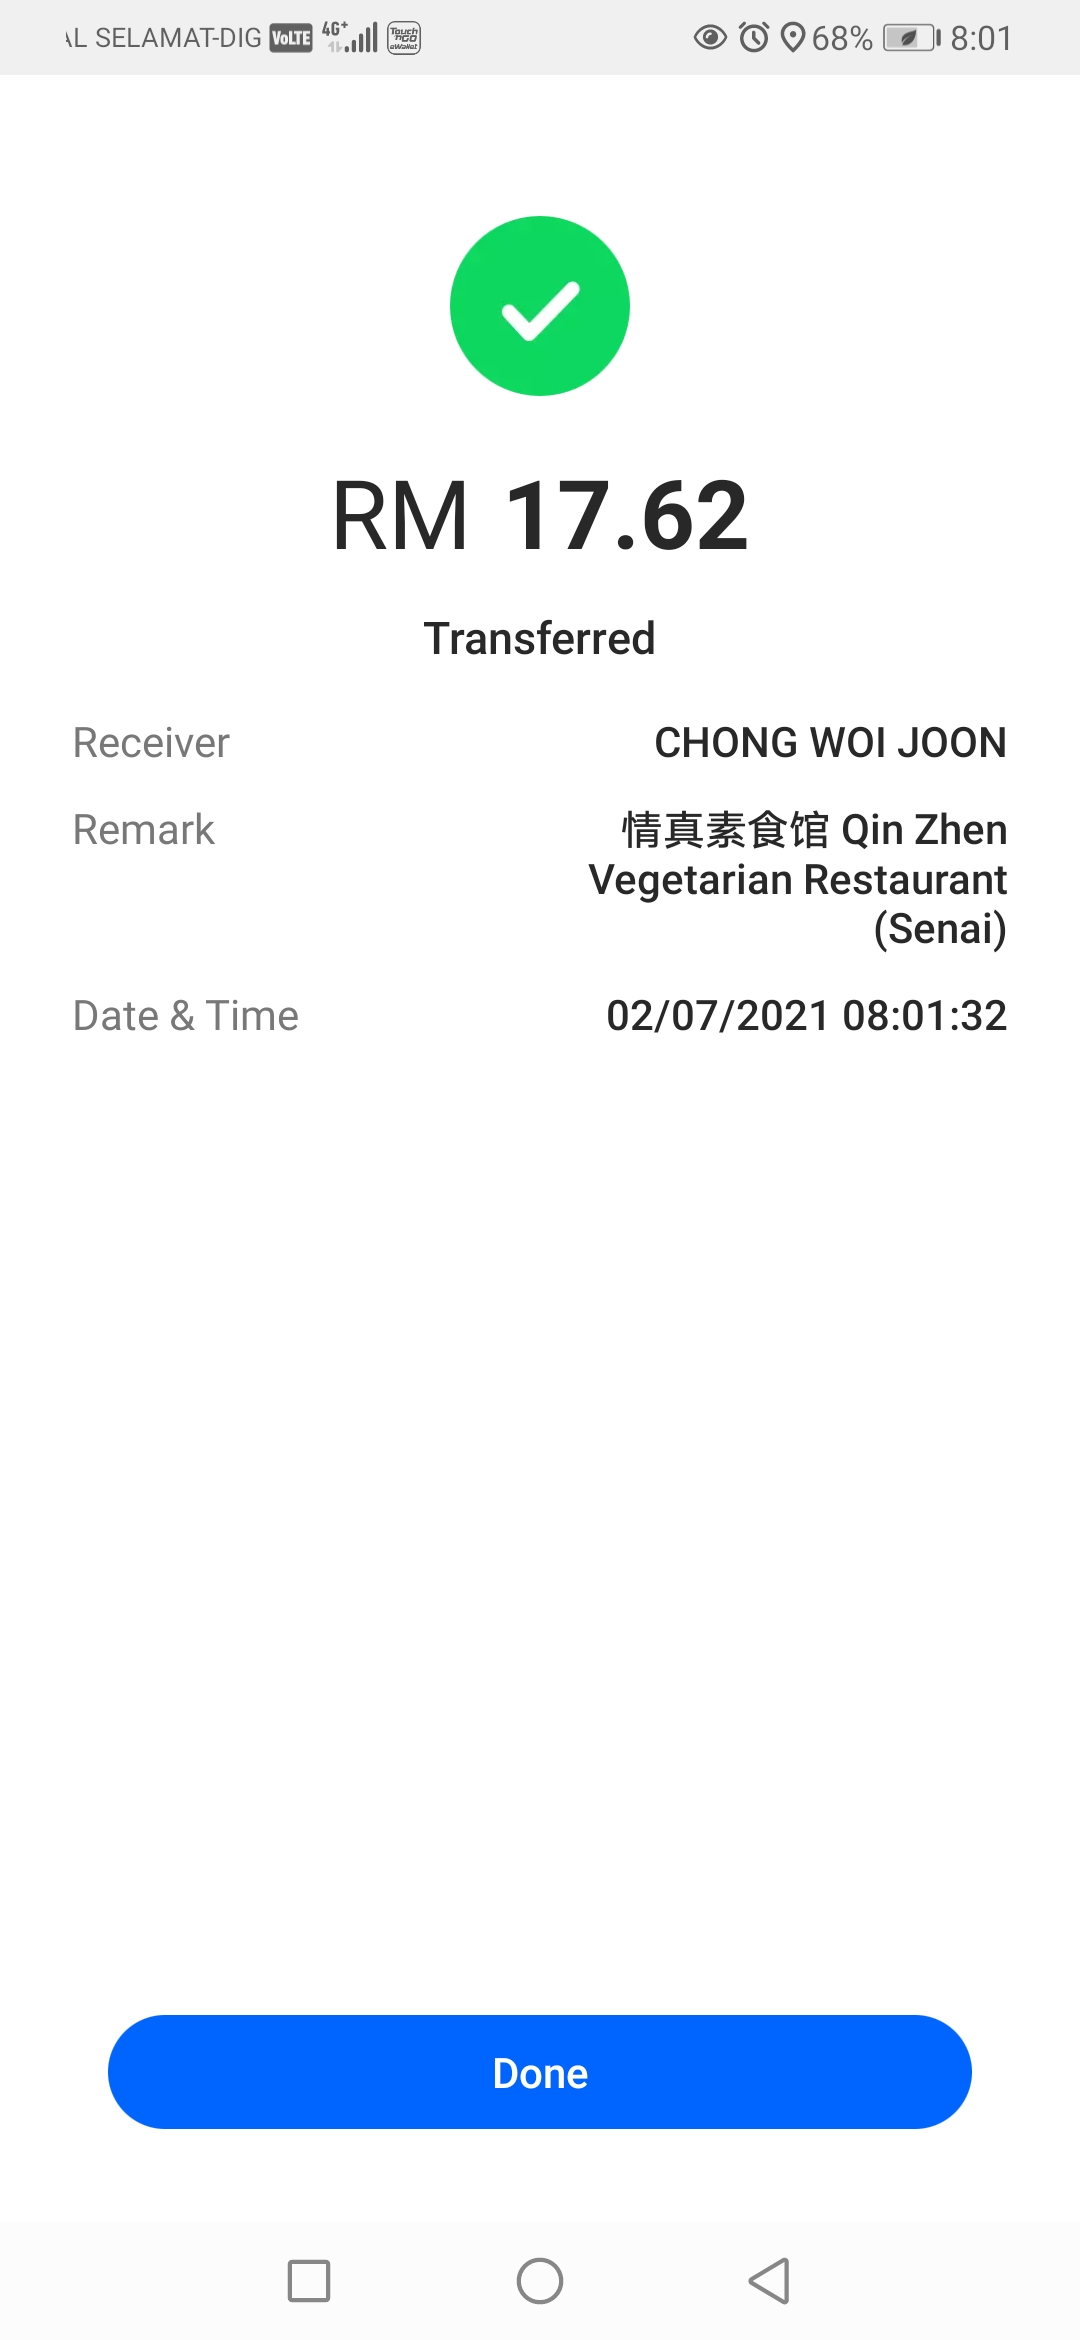 AL SELAMAT-DIG VoLTE 4G+ Touch 'n GO eWallet 68% 8:01
RM 17.62
Transferred
Receiver CHONG WOI JOON
Remark 情真素食馆 Qin Zhen
Vegetarian Restaurant
(Senai)
Date & Time 02/07/2021 08:01:32
Done